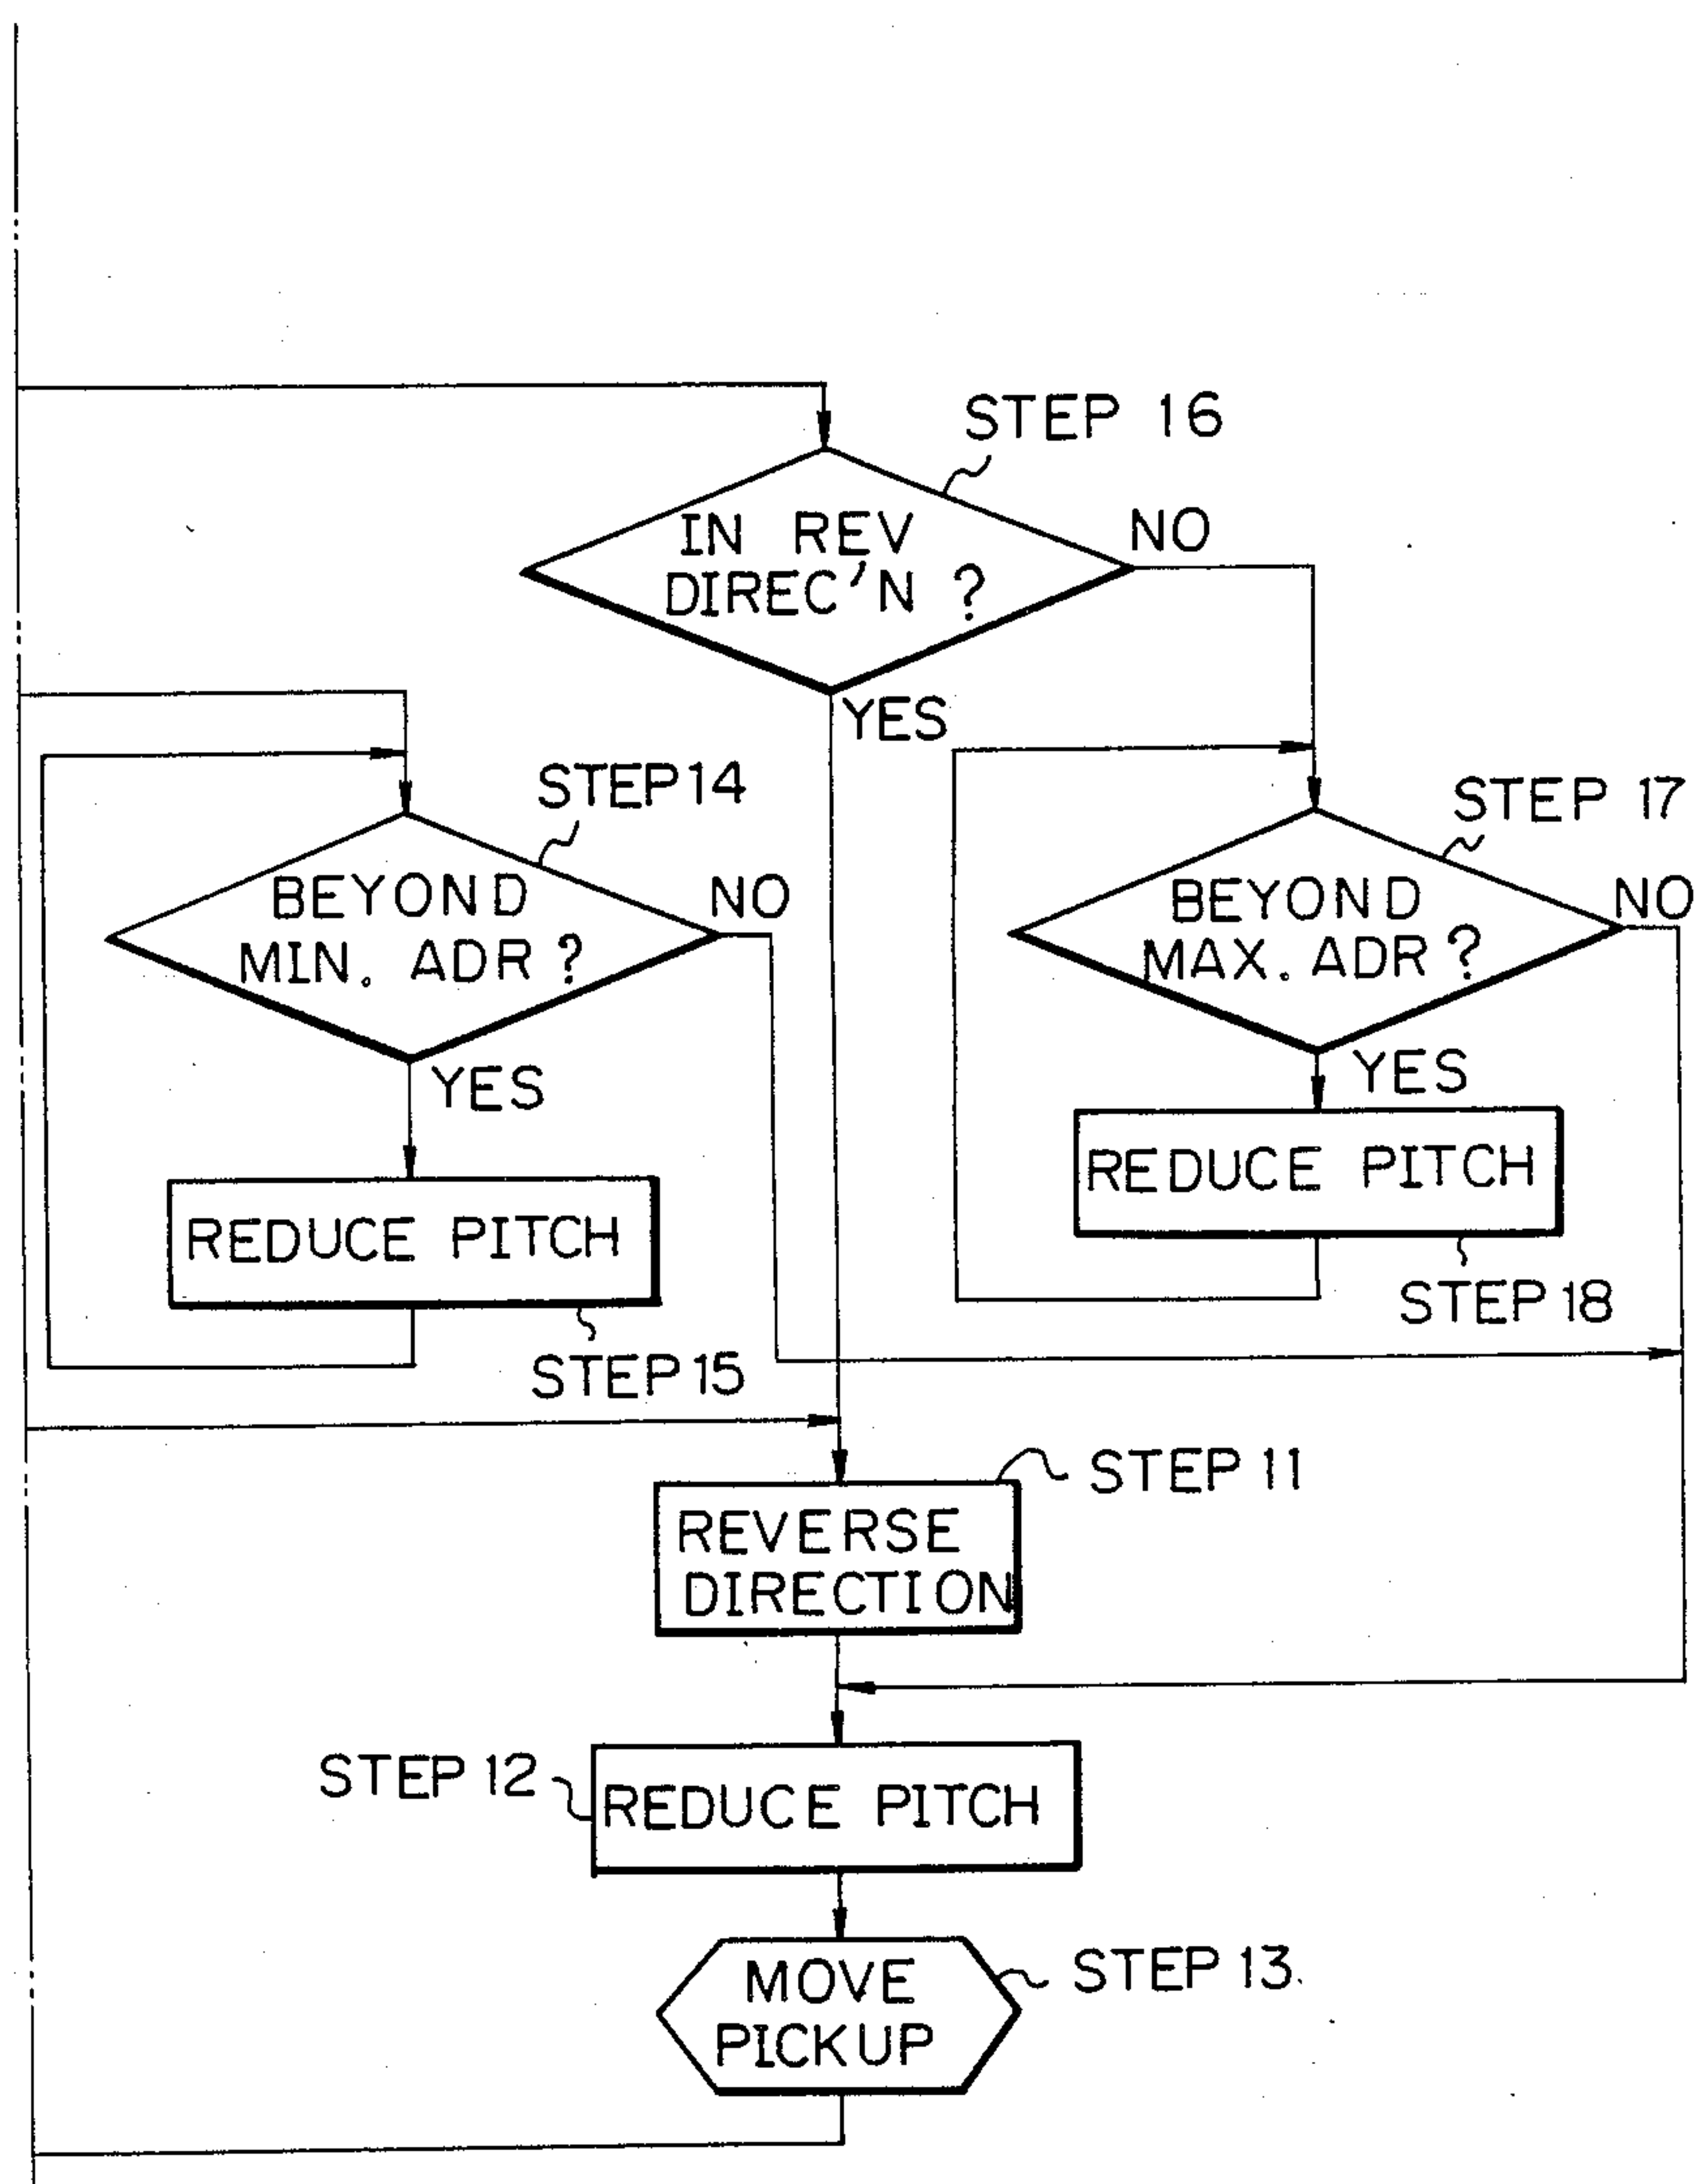 STEP 16
IN REV
DIREC'N ?
NO
YES
STEP 14
BEYOND
MIN. ADR ?
NO
YES
STEP 17
BEYOND
MAX. ADR ?
NO
YES
REDUCE PITCH
STEP 18
REDUCE PITCH
STEP 15
STEP 11
REVERSE
DIRECTION
STEP 12
REDUCE PITCH
MOVE
PICKUP
STEP 13